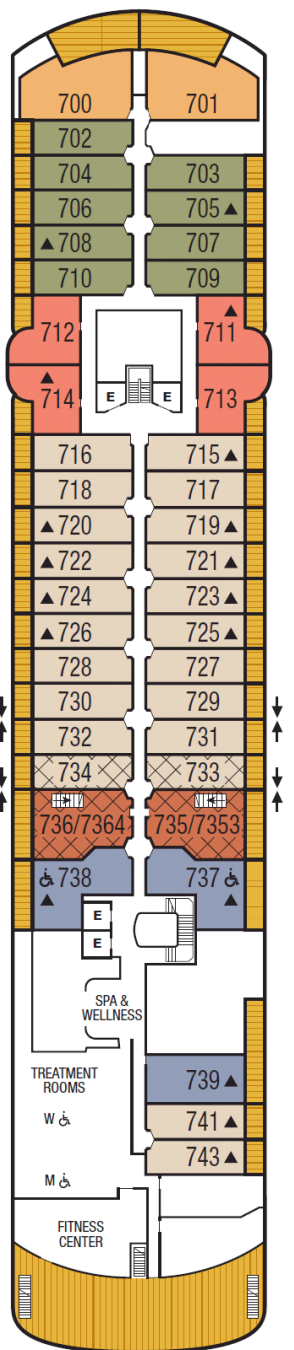 700 701
702
704 703
706 705
708 707
710 709
712 711
714 E E 713
716 715
718 717
720 719
722 721
724 723
726 725
728 727
730 729
732 731
734 733
736/7364 735/7353
738 737
E
E
SPA &
WELLNESS
TREATMENT
ROOMS
739
W
741
743
M
FITNESS
CENTER